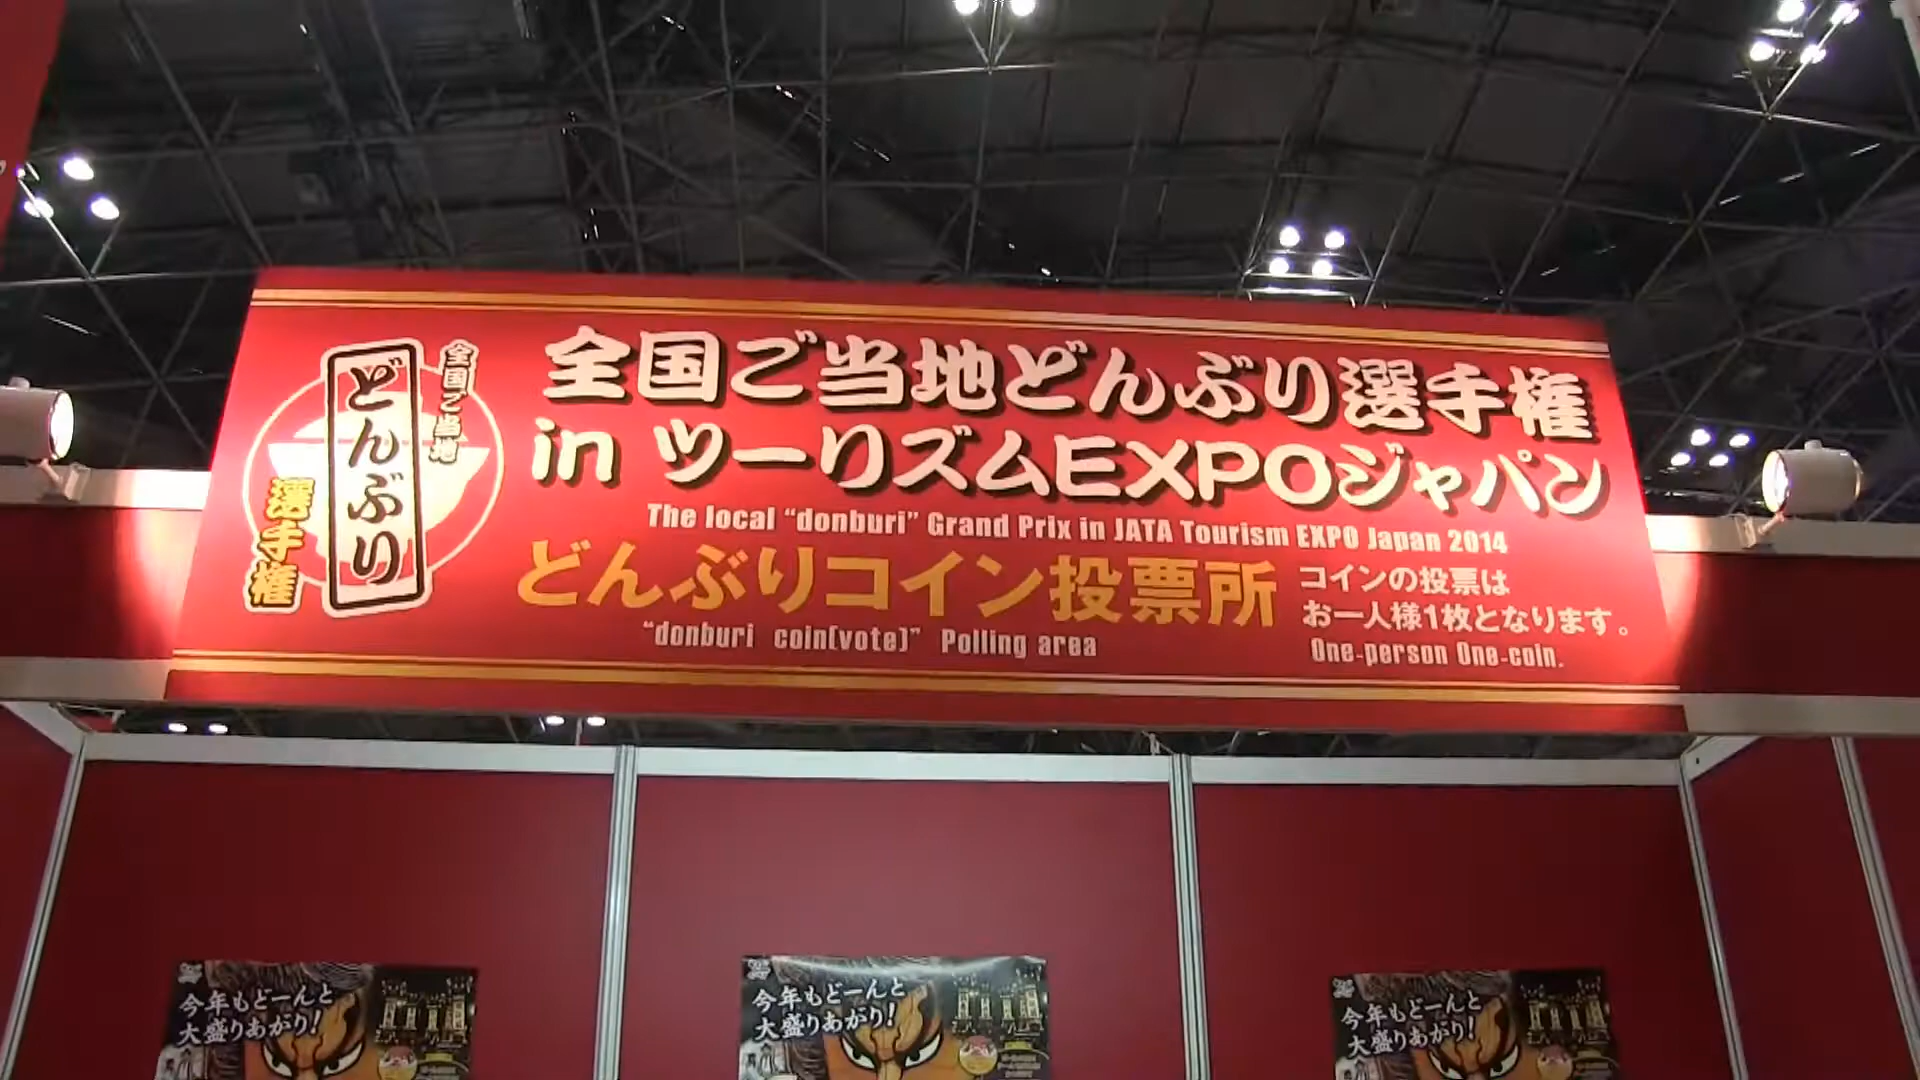 全国ご当地
どんぶり
選手権
全国ご当地どんぶり選手権
in ツーリズムEXPOジャパン
The local “donburi” Grand Prix in JATA Tourism EXPO Japan 2014
どんぶりコイン投票所
“donburi coin(vote)” Polling area
コインの投票は
お一人様1枚となります。
One-person One-coin.
今年もどーんと
大盛りあがり!
今年もどーんと
大盛りあがり!
今年もどーんと
大盛りあがり!